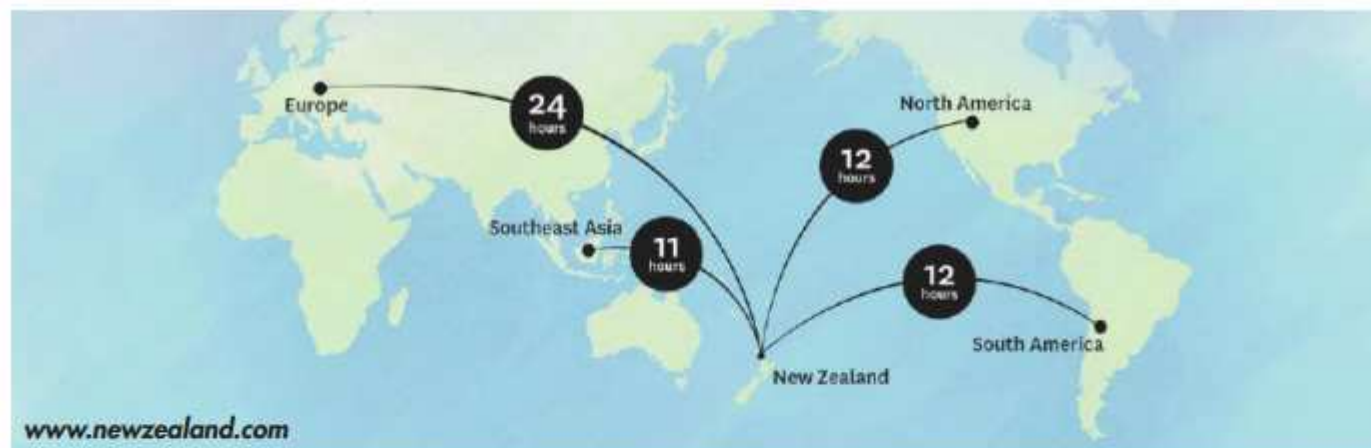 24
hours
Europe
North America
12
hours
Southeast Asia
11
hours
12
hours
South America
New Zealand
www.newzealand.com